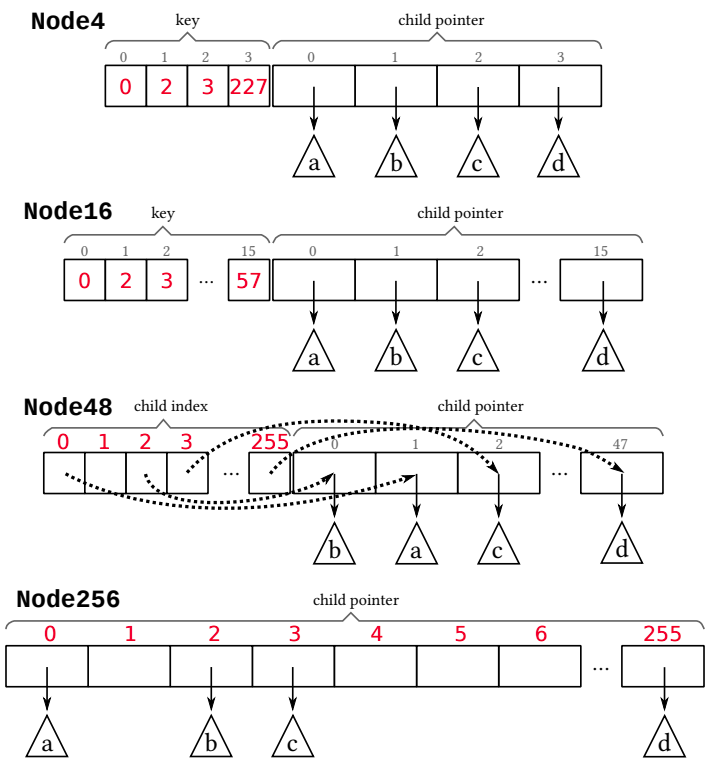 Node4 key child pointer
0 1 2 3 0 1 2 3
0 2 3 227
a b c d
Node16 key child pointer
0 1 2 15 0 1 2 15
0 2 3 ... 57 ...
a b c d
Node48 child index child pointer
0 1 2 3 255 0 1 2 47
... ...
b a c d
Node256 child pointer
0 1 2 3 4 5 6 255
...
a b c d